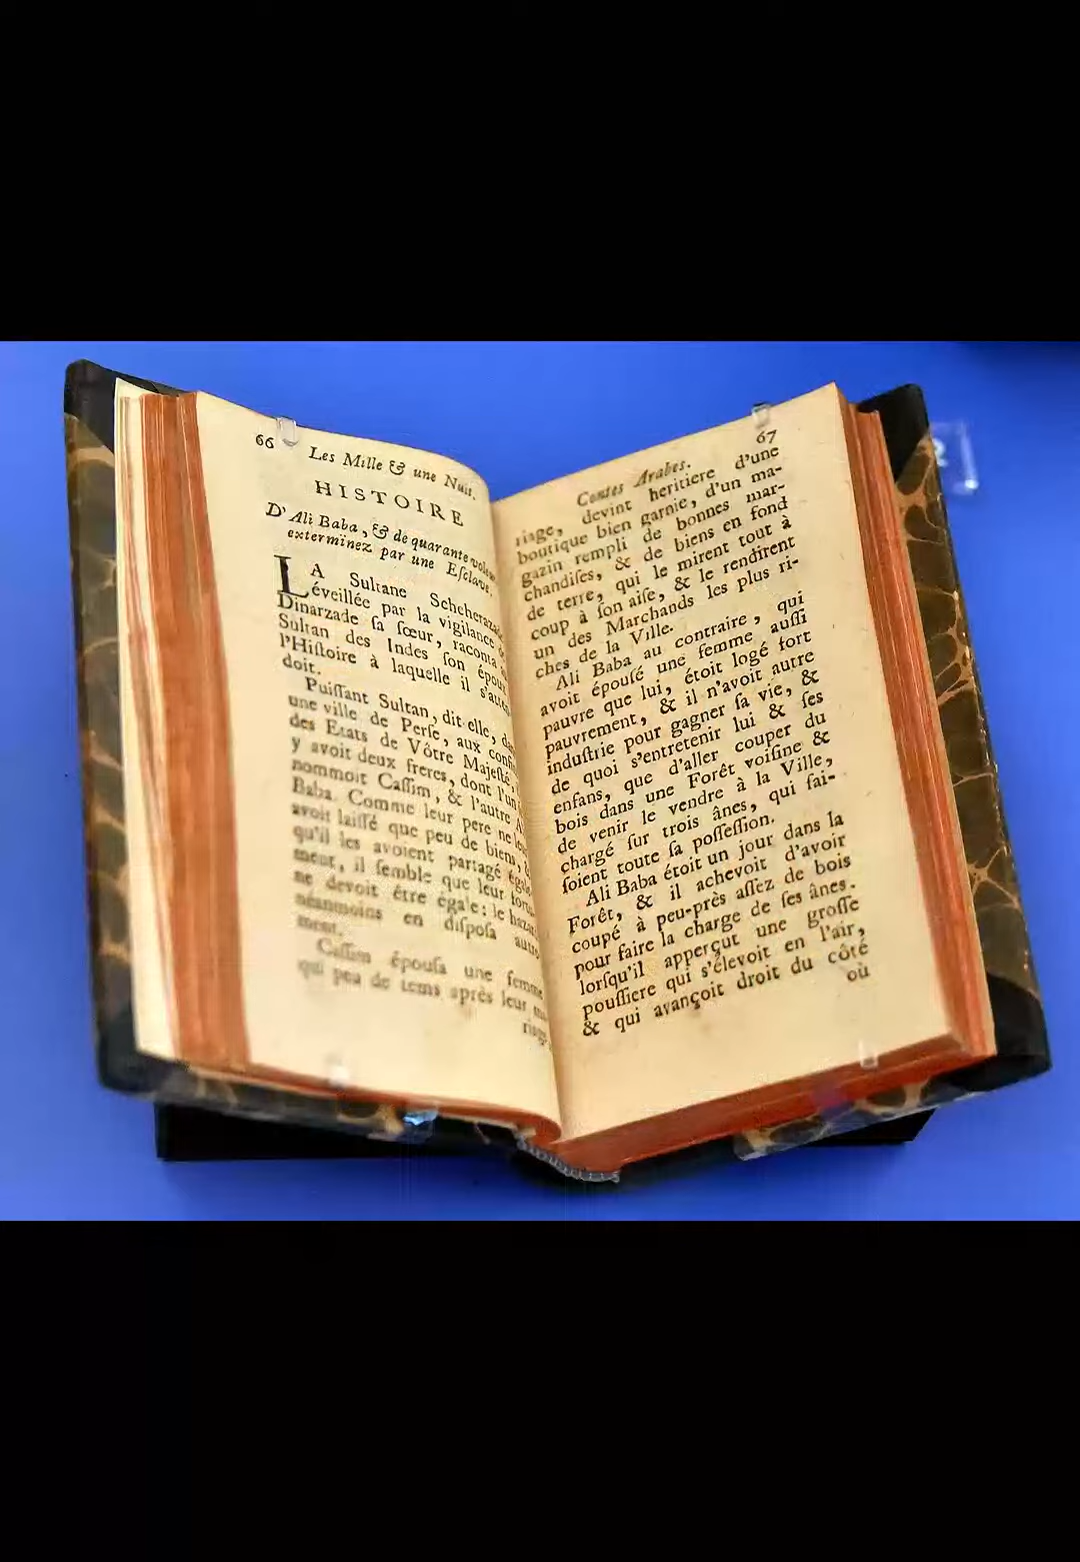 66 Les Mille & une Nuit,
HISTOIRE
D'Ali Baba, & de quarante
exterminez par une Esclave.
LA Sultane Scheherazade
éveillée par la vigilance
Dinarzade ſa ſœur, raconta
Sultan des Indes ſon
l'Hiſtoire à laquelle il
doit.
Puiſſant Sultan, dit-elle,
une ville de Perſe, aux
des Etats de Vôtre Majeſté,
y avoit deux freres, dont l'un
nommoit Caſſim, & l'autre
Baba. Comme leur pere ne
avoit laiſſé que peu de biens,
qu'il les avoient partagé
ment, il ſemble que leur
ne devoit être égale: le
néanmoins en diſpoſa
ment.
Caſſim épouſa une femme
qui peu de tems après leur
riage,
67
Contes Arabes.
riage, devint heritiere d'une
boutique bien garnie, d'un ma-
gazin rempli de bonnes mar-
chandiſes, & de biens en fond
de terre, qui le mirent tout à
coup à ſon aiſe, & le rendirent
un des Marchands les plus ri-
ches de la Ville.
Ali Baba au contraire, qui
avoit épouſé une femme auſſi
pauvre que lui, étoit logé fort
pauvrement, & il n'avoit autre
induſtrie pour gagner ſa vie, &
de quoi s'entretenir lui & ſes
enfans, que d'aller couper du
bois dans une Forêt voiſine &
de venir le vendre à la Ville,
chargé ſur trois ânes, qui fai-
ſoient toute ſa poſſeſſion.
Ali Baba étoit un jour dans la
Forêt, & il achevoit d'avoir
coupé à peu-près aſſez de bois
pour faire la charge de ſes ânes.
lorſqu'il apperçut une groſſe
pouſſiere qui s'élevoit en l'air,
& qui avançoit droit du côté
où